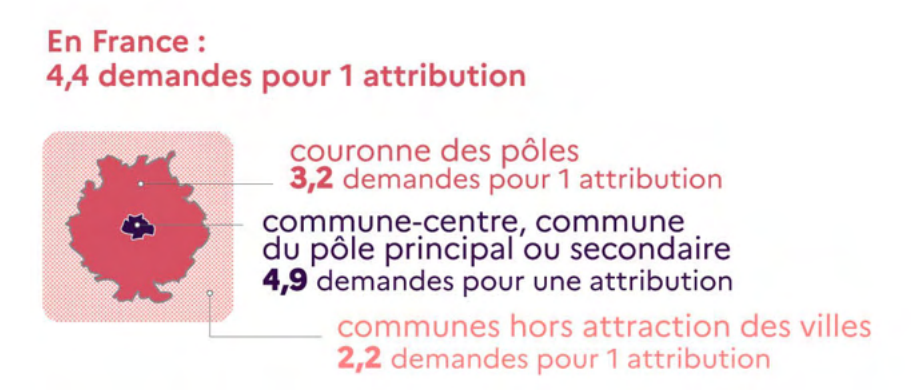 En France :
4,4 demandes pour 1 attribution
couronne des pôles
3,2 demandes pour 1 attribution
commune-centre, commune
du pôle principal ou secondaire
4,9 demandes pour une attribution
communes hors attraction des villes
2,2 demandes pour 1 attribution